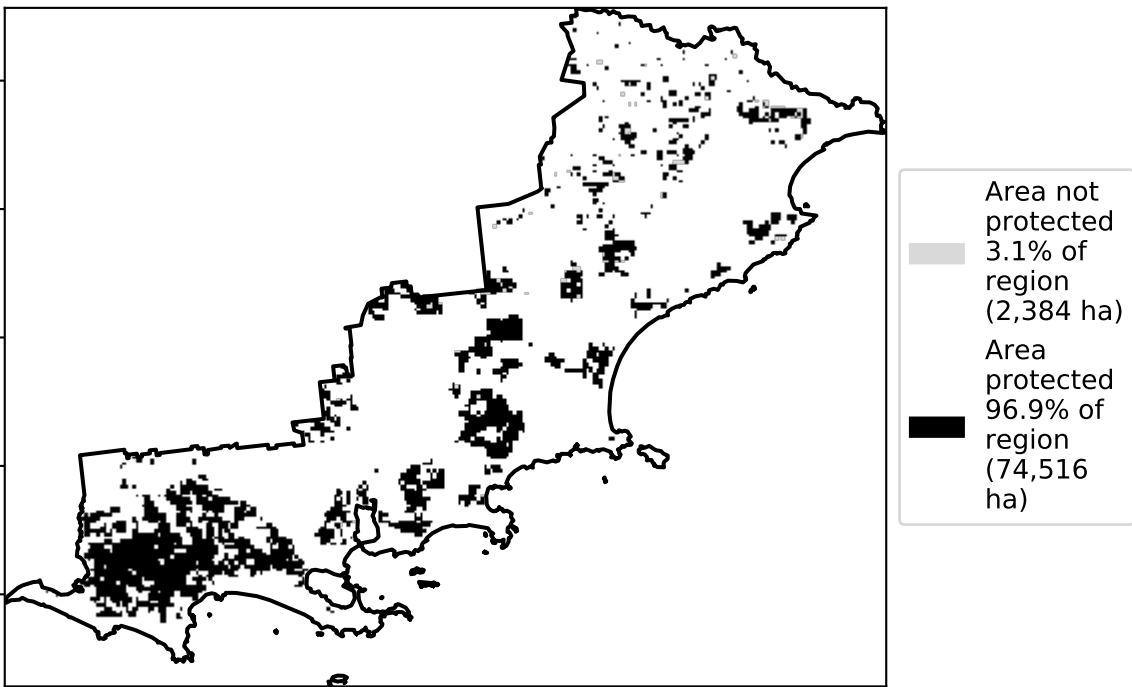 Area not
protected
3.1% of
region
(2,384 ha)
Area
protected
96.9% of
region
(74,516
ha)